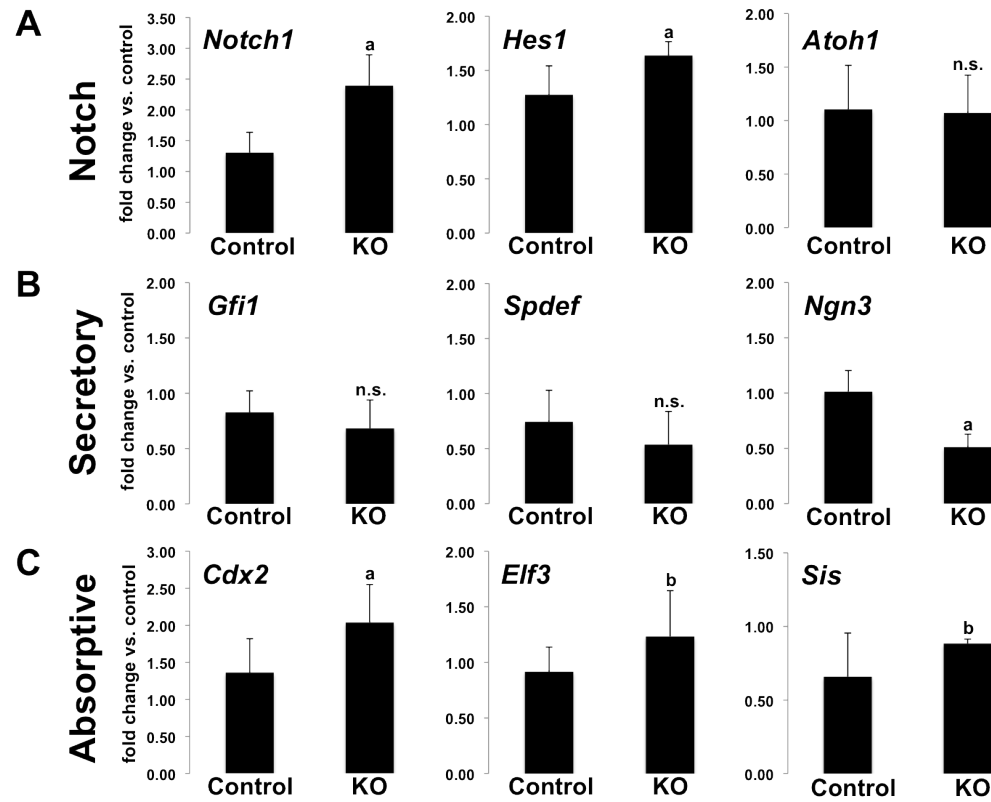 A
Notch
fold change vs. control
3.50
3.00
2.50
2.00
1.50
1.00
0.50
0.00
Notch1
a
Control KO
2.00
1.50
1.00
0.50
0.00
Hes1
a
Control KO
2.00
1.50
1.00
0.50
0.00
Atoh1
n.s.
Control KO
B
Secretory
fold change vs. control
2.00
1.50
1.00
0.50
0.00
Gfi1
n.s.
Control KO
2.00
1.50
1.00
0.50
0.00
Spdef
n.s.
Control KO
2.00
1.50
1.00
0.50
0.00
Ngn3
a
Control KO
C
Absorptive
fold change vs. control
3.00
2.50
2.00
1.50
1.00
0.50
0.00
Cdx2
a
Control KO
2.00
1.50
1.00
0.50
0.00
Elf3
b
Control KO
1.50
1.00
0.50
0.00
Sis
b
Control KO